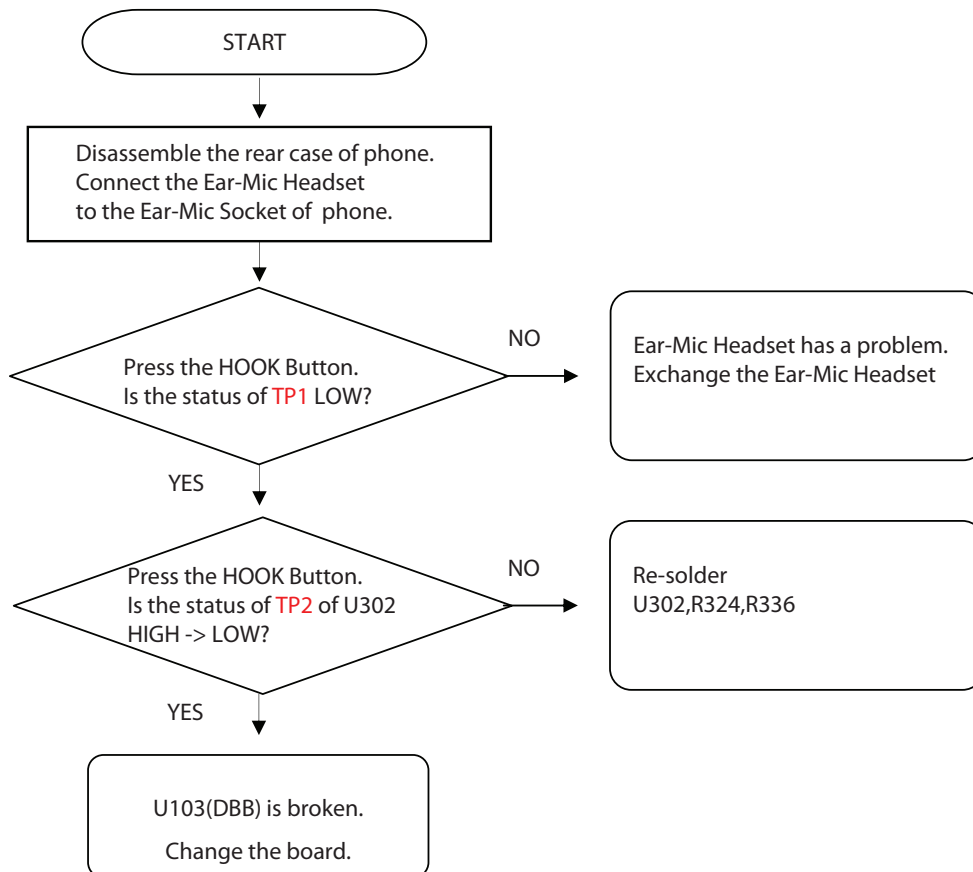 START
Disassemble the rear case of phone.
Connect the Ear-Mic Headset
to the Ear-Mic Socket of phone.
Press the HOOK Button.
Is the status of TP1 LOW?
NO
Ear-Mic Headset has a problem.
Exchange the Ear-Mic Headset
YES
Press the HOOK Button.
Is the status of TP2 of U302
HIGH -> LOW?
NO
Re-solder
U302,R324,R336
YES
U103(DBB) is broken.
Change the board.